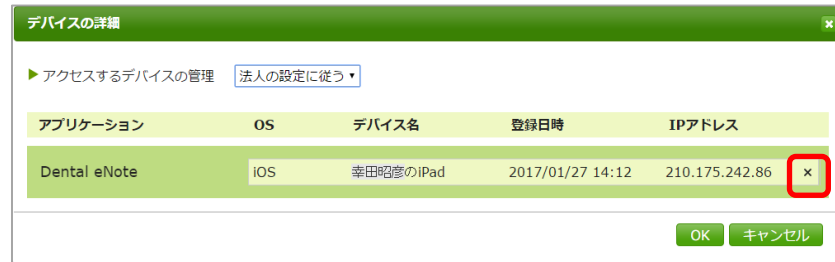 デバイスの詳細 ×
▶アクセスするデバイスの管理 法人の設定に従う▼
アプリケーション OS デバイス名 登録日時 IPアドレス
Dental eNote iOS 幸田昭彦のiPad 2017/01/27 14:12 210.175.242.86 ×
OK キャンセル